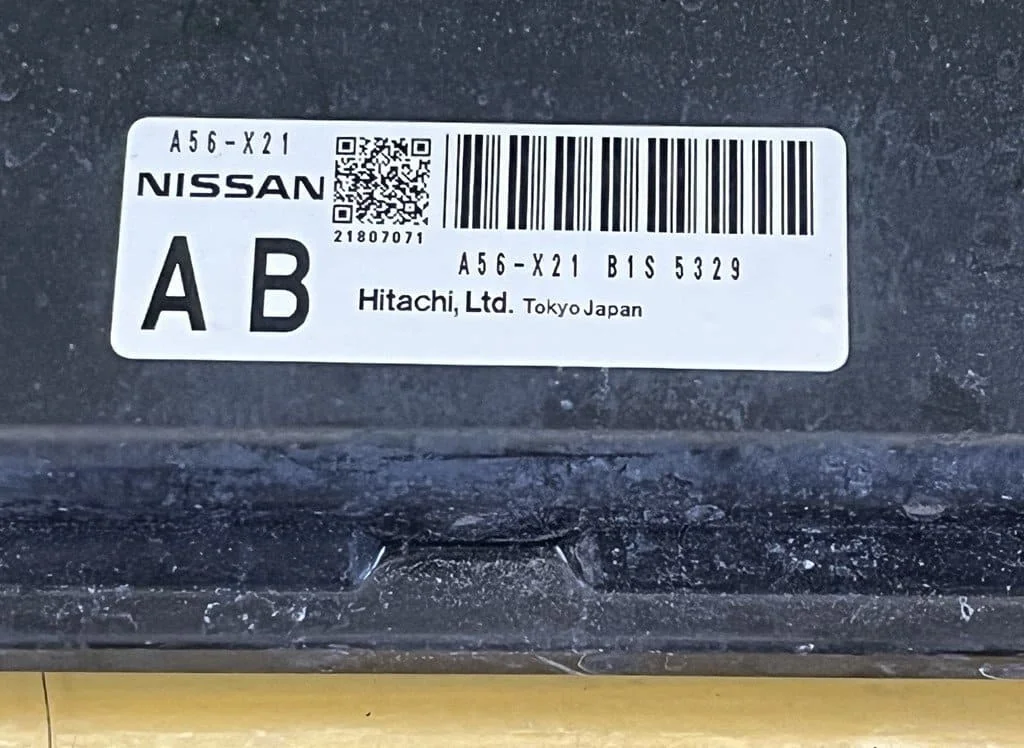 A56-X21
NISSAN
21807071
A B
A56-X21 B1S 5329
Hitachi, Ltd. Tokyo Japan